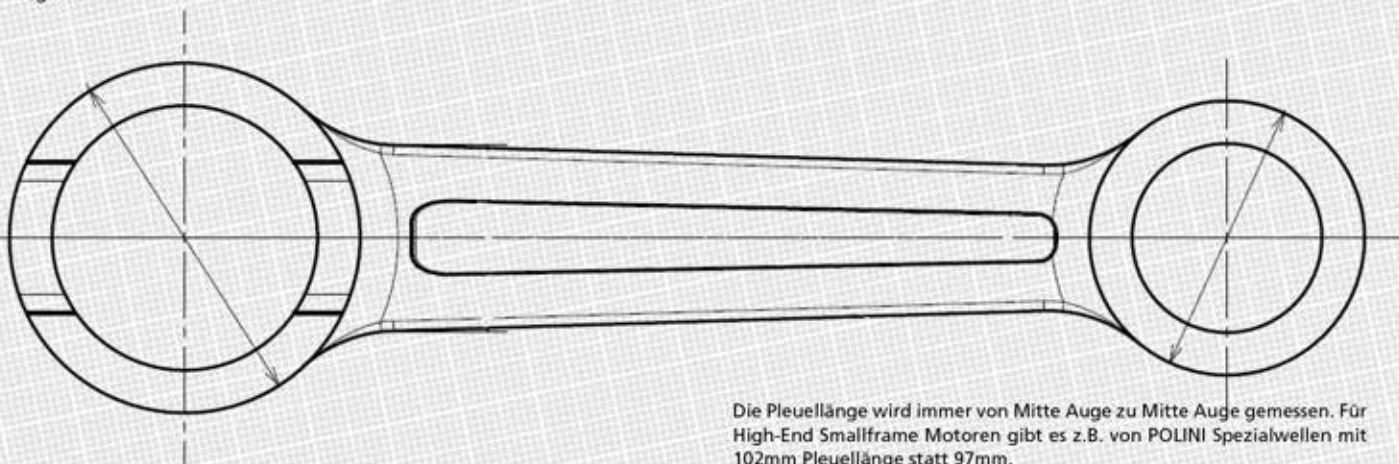 Die Pleuellänge wird immer von Mitte Auge zu Mitte Auge gemessen. Für
High-End Smallframe Motoren gibt es z.B. von POLINI Spezialwellen mit
102mm Pleuellänge statt 97mm.